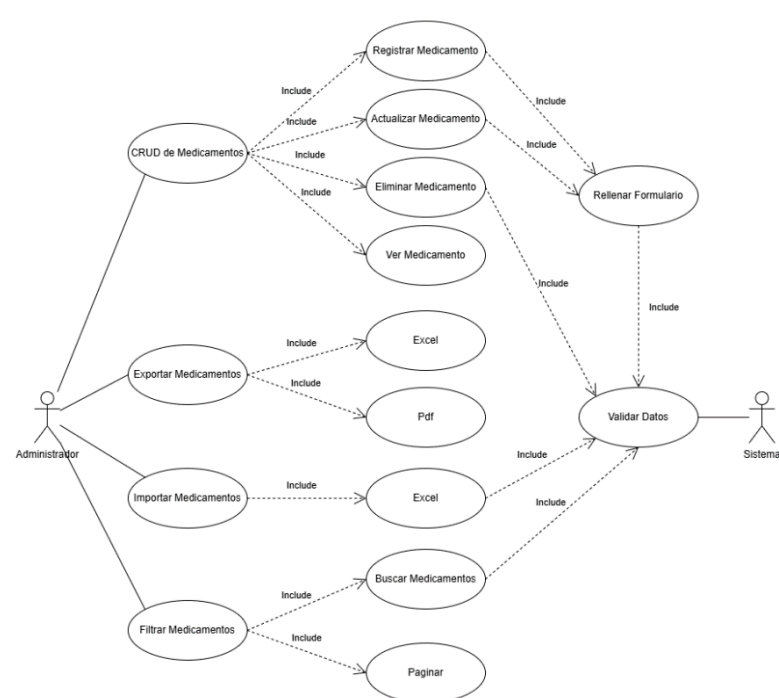 Registrar Medicamento
Include
Include
Include
Actualizar Medicamento
Include
CRUD de Medicamentos
Include
Eliminar Medicamento
Rellenar Formulario
Include
Ver Medicamento
Include
Include
Include
Excel
Exportar Medicamentos
Include
Pdf
Validar Datos
Administrador
Sistema
Include
Include
Importar Medicamentos
Excel
Include
Include
Buscar Medicamentos
Filtrar Medicamentos
Include
Paginar